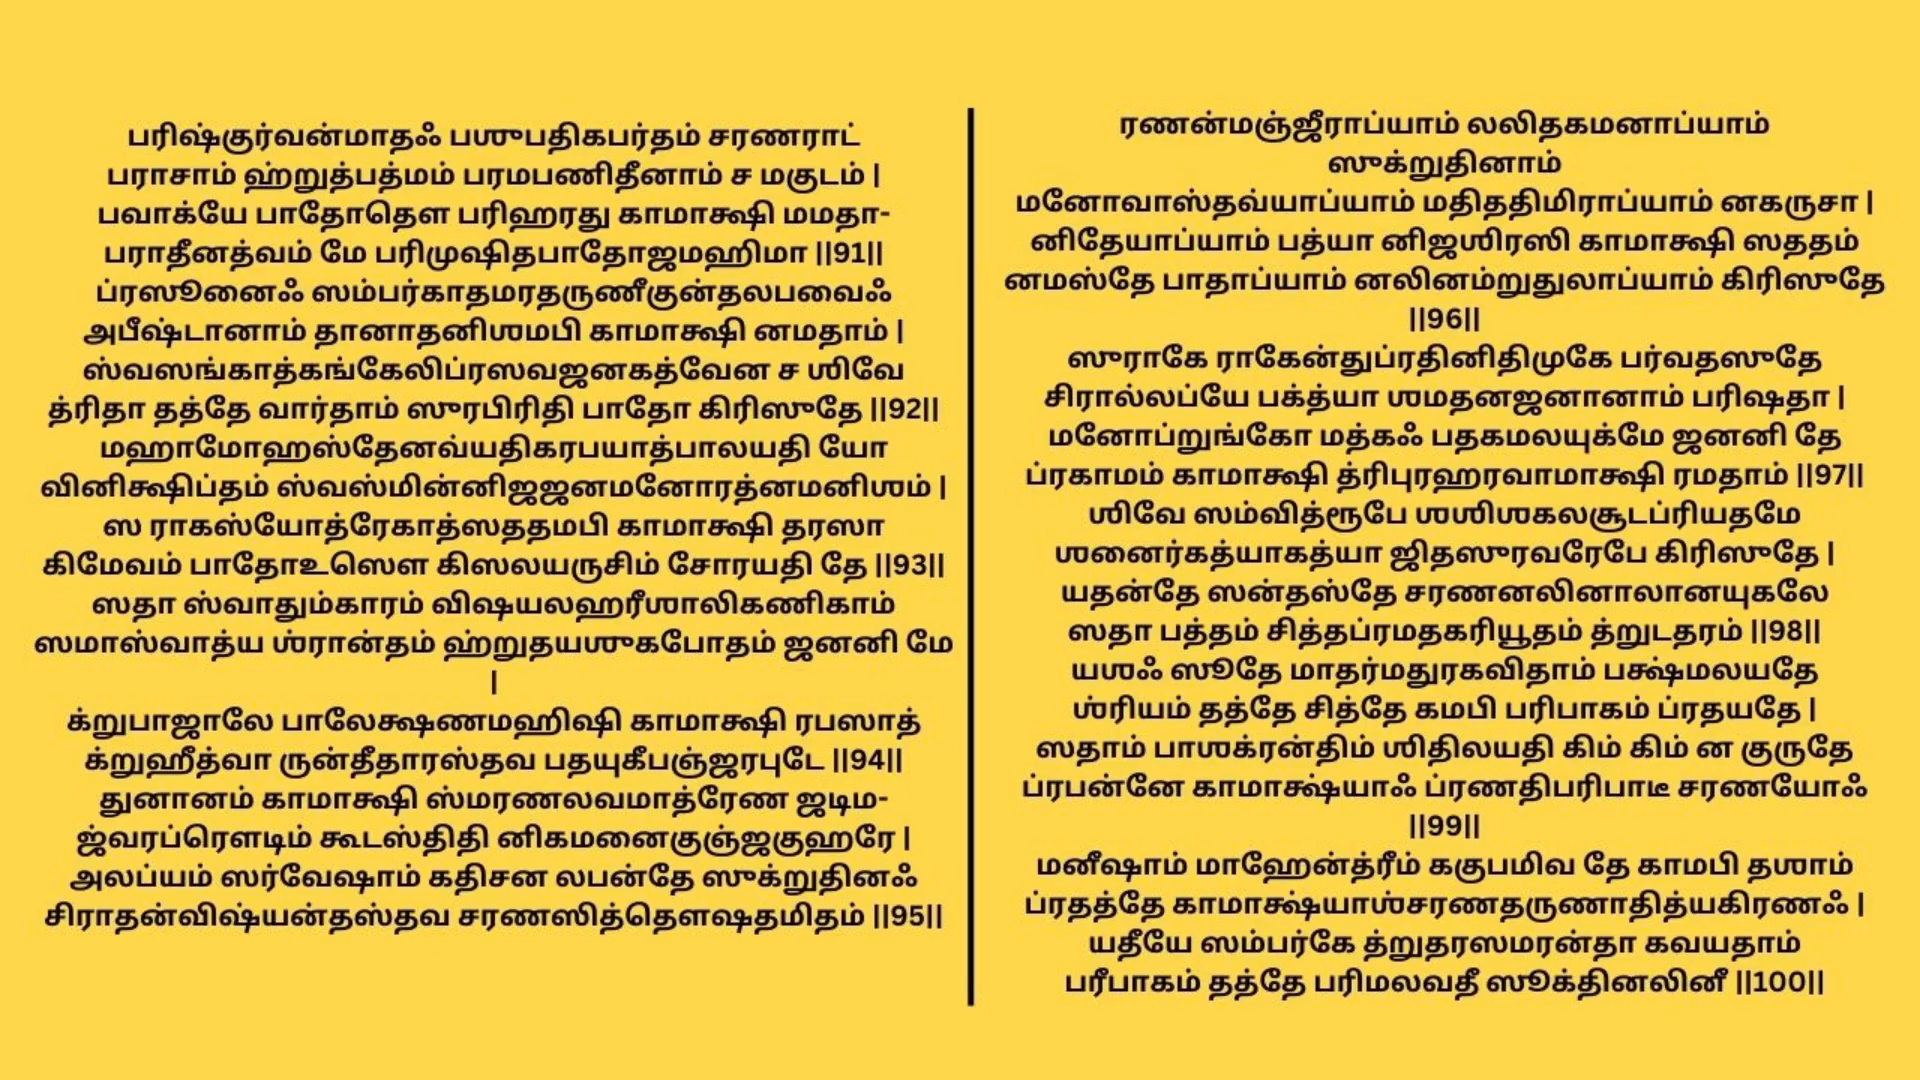 பரிஷ்குர்வன்மாதஃ பஶுபதிகபர்தம் சரணராட்
பராசாம் ஹ்றுத்பத்மம் பரமபணிதீனாம் ச மகுடம் |
பவாக்யே பாதோதௌ பரிஹரது காமாக்ஷி மமதா-
பராதீனத்வம் மே பரிமுஷிதபாதோஜமஹிமா ||91||
ப்ரஸூனைஃ ஸம்பர்காதமரதருணீகுன்தலபவைஃ
அபீஷ்டானாம் தானாதனிஶமபி காமாக்ஷி னமதாம் |
ஸ்வஸங்காத்கங்கேலிப்ரஸவஜனகத்வேன ச ஶிவே
த்ரிதா தத்தே வார்தாம் ஸுரபிரிதி பாதோ கிரிஸுதே ||92||
மஹாமோஹஸ்தேனவ்யதிகரபயாத்பாலயதி யோ
வினிக்ஷிப்தம் ஸ்வஸ்மின்னிஜஜனமனோரத்னமனிஶம் |
ஸ ராகஸ்யோத்ரேகாத்ஸததமபி காமாக்ஷி தரஸா
கிமேவம் பாதோஉஸௌ கிஸலயருசிம் சோரயதி தே ||93||
ஸதா ஸ்வாதும்காரம் விஷயலஹரீஶாலிகணிகாம்
ஸமாஸ்வாத்ய ஶ்ரான்தம் ஹ்றுதயஶுகபோதம் ஜனனி மே
|
க்றுபாஜாலே பாலேக்ஷணமஹிஷி காமாக்ஷி ரபஸாத்
க்றுஹீத்வா ருன்தீதாரஸ்தவ பதயுகீபஞ்ஜரபுடே ||94||
துனானம் காமாக்ஷி ஸ்மரணலவமாத்ரேண ஜடிம-
ஜ்வரப்ரௌடிம் கூடஸ்திதி னிகமனைகுஞ்ஜகுஹரே |
அலப்யம் ஸர்வேஷாம் கதிசன லபன்தே ஸுக்றுதினஃ
சிராதன்விஷ்யன்தஸ்தவ சரணஸித்தௌஷதமிதம் ||95||
ரணன்மஞ்ஜீராப்யாம் லலிதகமனாப்யாம்
ஸுக்றுதினாம்
மனோவாஸ்தவ்யாப்யாம் மதிததிமிராப்யாம் னகருசா |
னிதேயாப்யாம் பத்யா னிஜஶிரஸி காமாக்ஷி ஸததம்
னமஸ்தே பாதாப்யாம் னலினம்றுதுலாப்யாம் கிரிஸுதே
||96||
ஸுராகே ராகேன்துப்ரதினிதிமுகே பர்வதஸுதே
சிரால்லப்யே பக்த்யா ஶமதனஜனானாம் பரிஷதா |
மனோப்றுங்கோ மத்கஃ பதகமலயுக்மே ஜனனி தே
ப்ரகாமம் காமாக்ஷி த்ரிபுரஹரவாமாக்ஷி ரமதாம் ||97||
ஶிவே ஸம்வித்ரூபே ஶஶிஶகலசூடப்ரியதமே
ஶனைர்கத்யாகத்யா ஜிதஸுரவரேபே கிரிஸுதே |
யதன்தே ஸன்தஸ்தே சரணனலினாலானயுகலே
ஸதா பத்தம் சித்தப்ரமதகரியூதம் த்றுடதரம் ||98||
யஶஃ ஸூதே மாதர்மதுரகவிதாம் பக்ஷ்மலயதே
ஶ்ரியம் தத்தே சித்தே கமபி பரிபாகம் ப்ரதயதே |
ஸதாம் பாஶக்ரன்திம் ஶிதிலயதி கிம் கிம் ன குருதே
ப்ரபன்னே காமாக்ஷ்யாஃ ப்ரணதிபரிபாடீ சரணயோஃ
||99||
மனீஷாம் மாஹேன்த்ரீம் ககுபமிவ தே காமபி தஶாம்
ப்ரதத்தே காமாக்ஷ்யாஶ்சரணதருணாதித்யகிரணஃ |
யதீயே ஸம்பர்கே த்றுதரஸமரன்தா கவயதாம்
பரீபாகம் தத்தே பரிமலவதீ ஸூக்தினலினீ ||100||